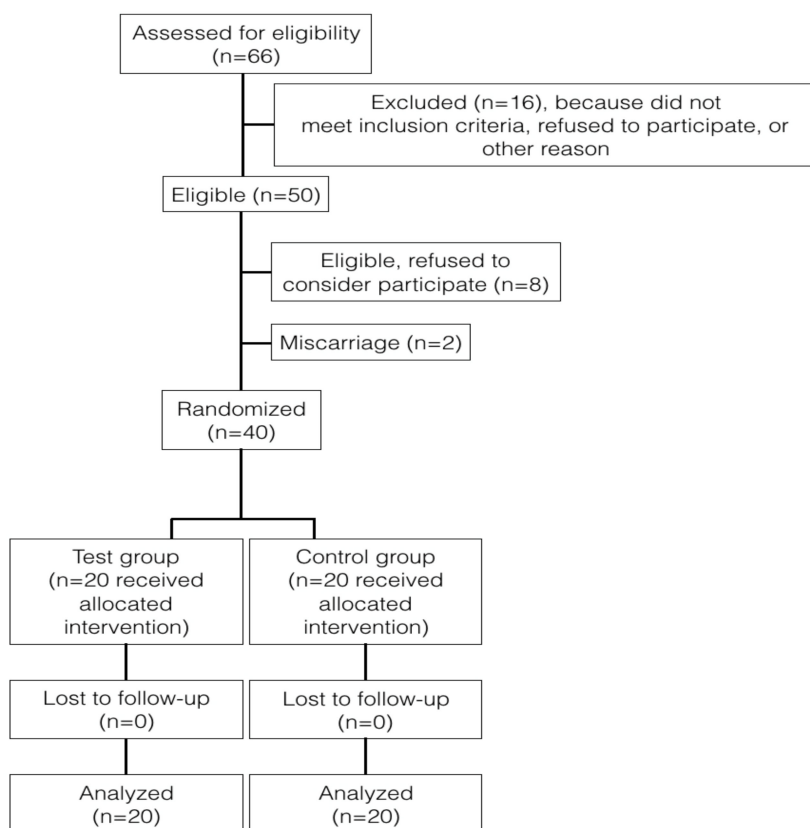 Assessed for eligibility
(n=66)
Excluded (n=16), because did not
meet inclusion criteria, refused to participate, or
other reason
Eligible (n=50)
Eligible, refused to
consider participate (n=8)
Miscarriage (n=2)
Randomized
(n=40)
Test group
(n=20 received
allocated
intervention)
Control group
(n=20 received
allocated
intervention)
Lost to follow-up
(n=0)
Lost to follow-up
(n=0)
Analyzed
(n=20)
Analyzed
(n=20)